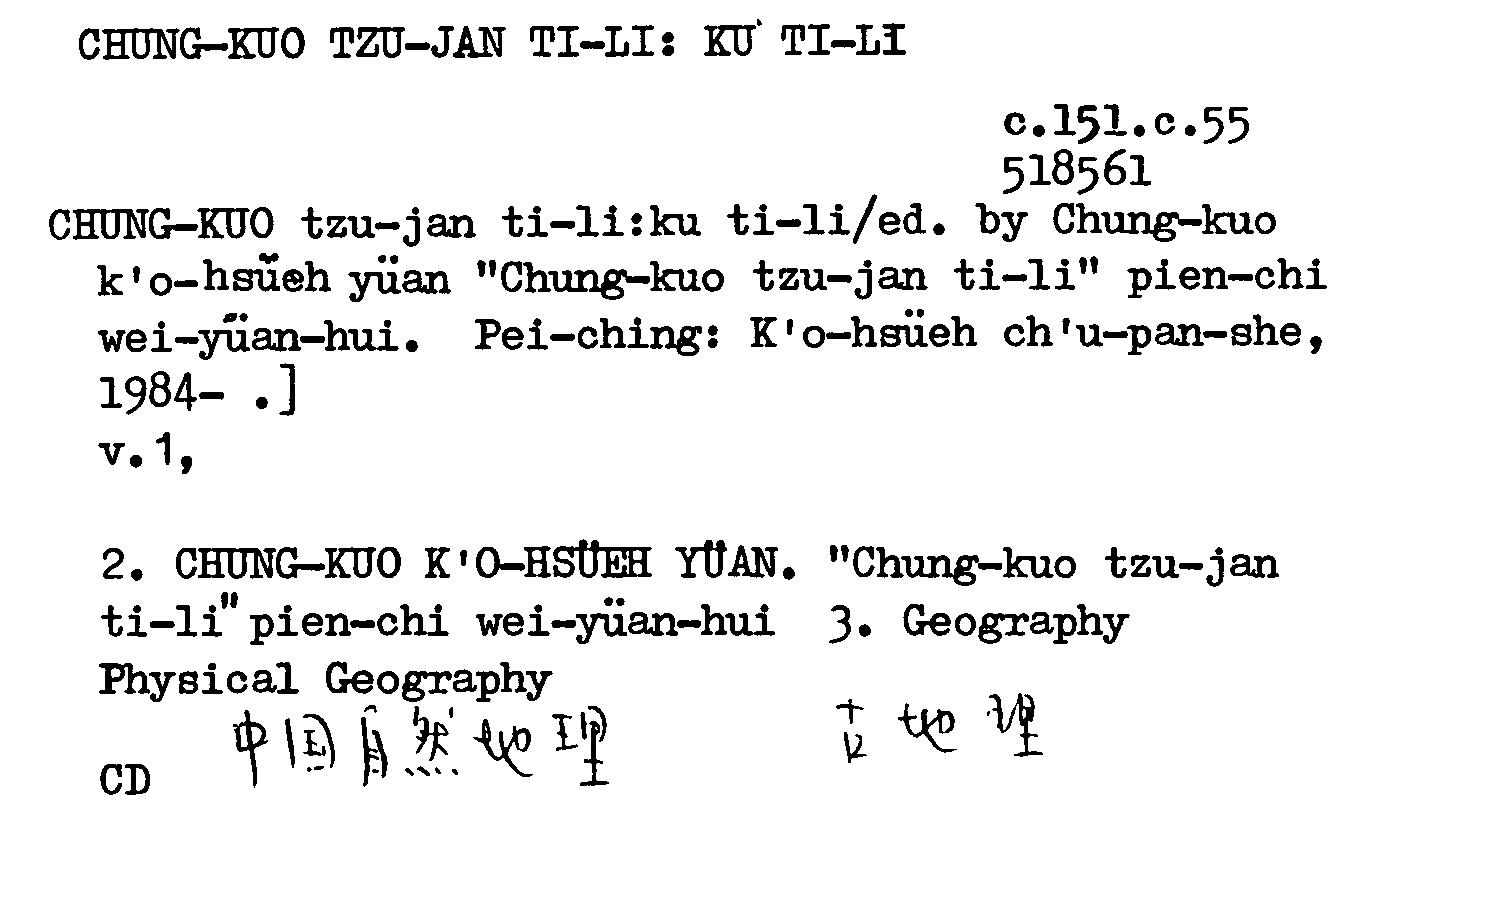 CHUNG-KUO TZU-JAN TI-LI: KU TI-LI
c.151.c.55
518561
CHUNG-KUO tzu-jan ti-li:ku ti-li/ed. by Chung-kuo
k'o-hsüeh yüan "Chung-kuo tzu-jan ti-li" pien-chi
wei-yüan-hui. Pei-ching: K'o-hsüeh ch'u-pan-she,
1984- .]
v.1,
2. CHUNG-KUO K'O-HSÜEH YÜAN. "Chung-kuo tzu-jan
ti-li" pien-chi wei-yüan-hui 3. Geography
Physical Geography
中国自然地理 古地理
CD